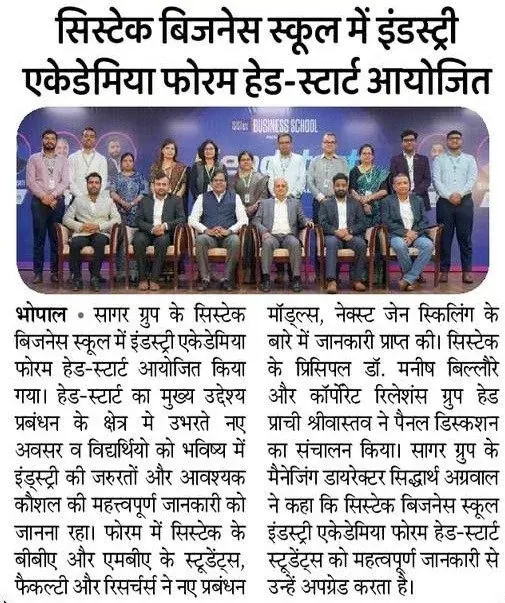 सिस्टेक बिजनेस स्कूल में इंडस्ट्री
एकेडेमिया फोरम हेड-स्टार्ट आयोजित
SISTec BUSINESS SCHOOL
भोपाल • सागर ग्रुप के सिस्टेक
बिजनेस स्कूल में इंडस्ट्री एकेडेमिया
फोरम हेड-स्टार्ट आयोजित किया
गया। हेड-स्टार्ट का मुख्य उद्देश्य
प्रबंधन के क्षेत्र मे उभरते नए
अवसर व विद्यार्थियो को भविष्य में
इंड्स्ट्री की जरुरतों और आवश्यक
कौशल की महत्त्वपूर्ण जानकारी को
जानना रहा। फोरम में सिस्टेक के
बीबीए और एमबीए के स्टूडेंट्स,
फैकल्टी और रिसर्चर्स ने नए प्रबंधन
मॉड्ल्स, नेक्स्ट जेन स्किलिंग के
बारे में जानकारी प्राप्त की। सिस्टेक
के प्रिसिपल डॉ. मनीष बिल्लौरे
और कॉर्पोरेट रिलेशंस ग्रुप हेड
प्राची श्रीवास्तव ने पैनल डिस्कशन
का संचालन किया। सागर ग्रुप के
मैनेजिंग डायरेक्टर सिद्धार्थ अग्रवाल
ने कहा कि सिस्टेक बिजनेस स्कूल
इंडस्ट्री एकेडेमिया फोरम हेड-स्टार्ट
स्टूडेंट्स को महत्वपूर्ण जानकारी से
उन्हें अपग्रेड करता है।